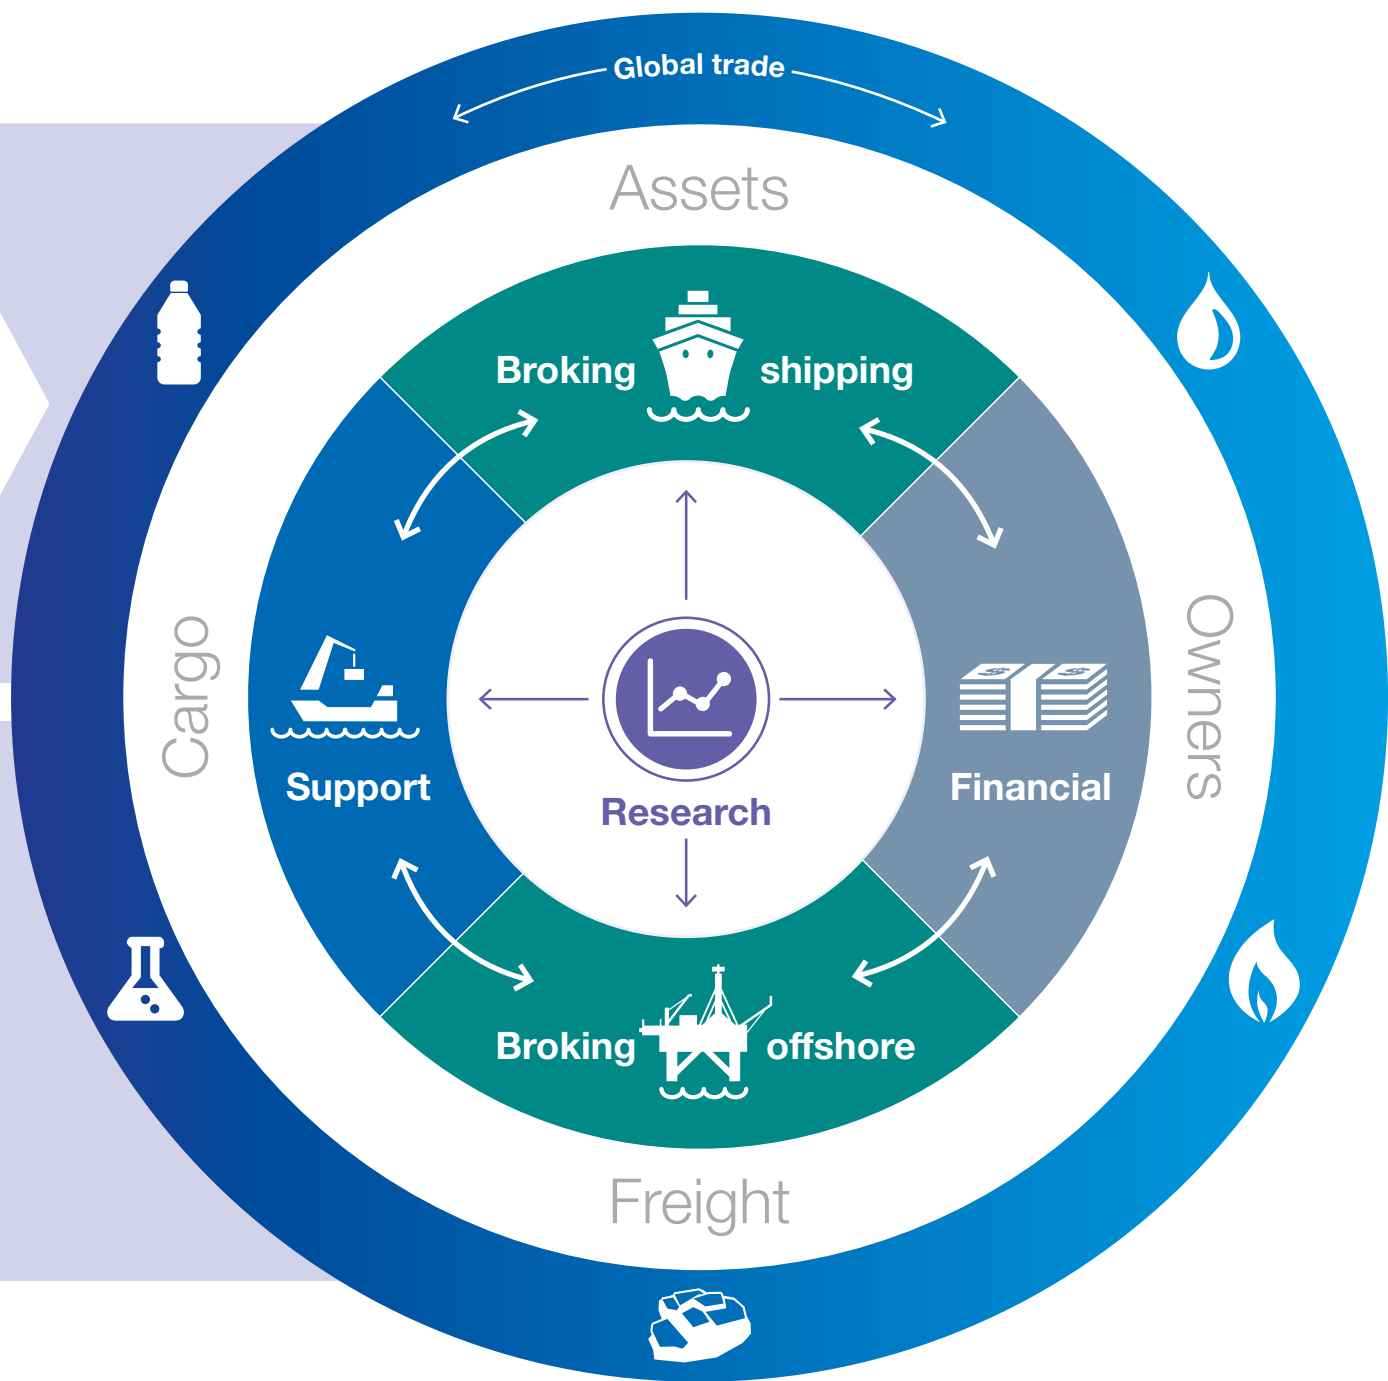 Global trade
Assets
Broking shipping
Cargo
Owners
Support
Financial
Research
Broking offshore
Freight